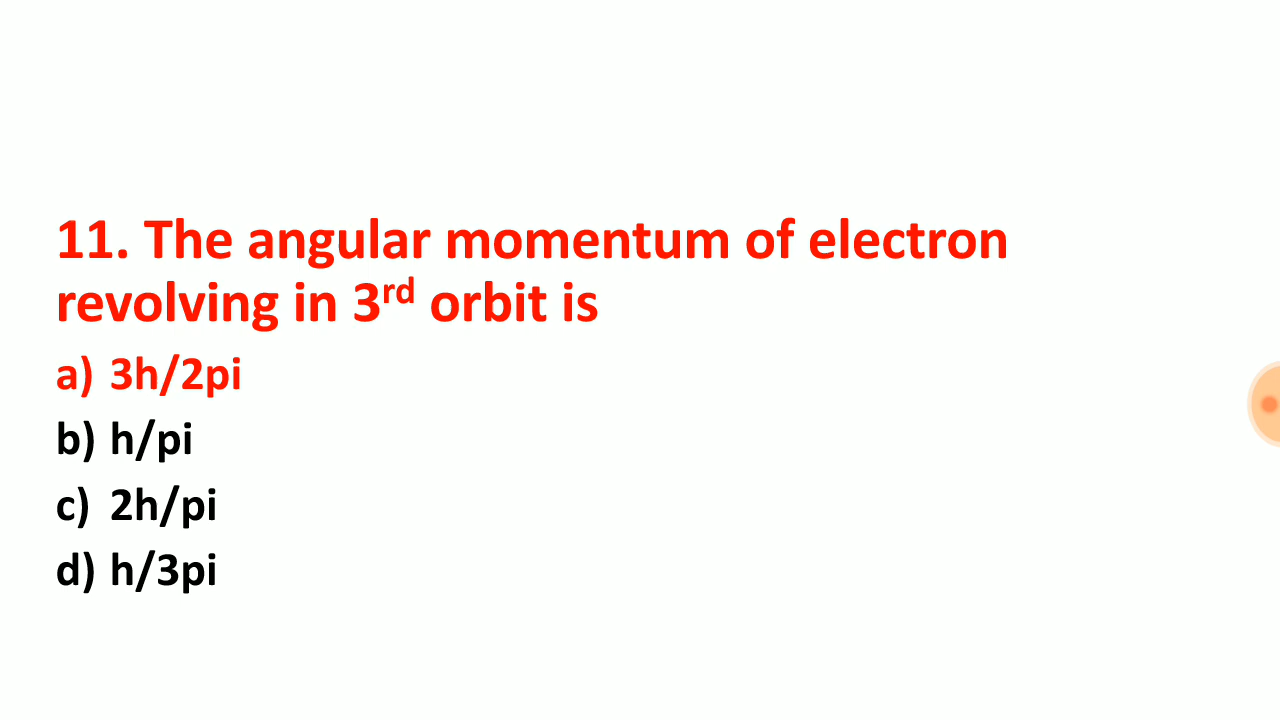 11. The angular momentum of electron
revolving in 3rd orbit is
a) 3h/2pi
b) h/pi
c) 2h/pi
d) h/3pi